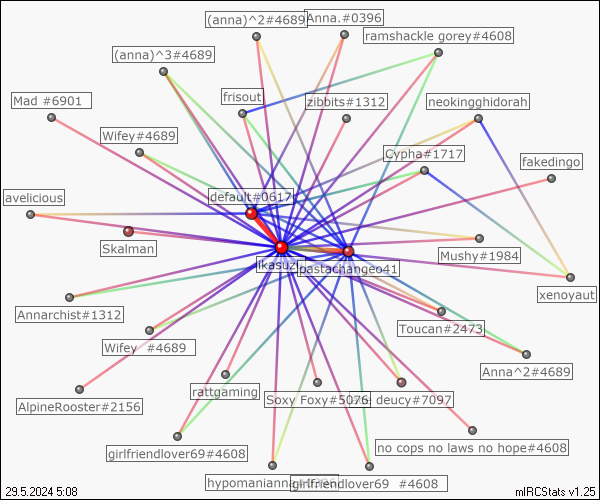 (anna)^2#4689
Anna.#0396
ramshackle gorey#4608
(anna)^3#4689
Mad #6901
frisout
zibbits#1312
neokingghidorah
Wifey#4689
Cypha#1717
fakedingo
avelicious
default#0617
Skalman
Mushy#1984
lkasuz
pastachangeo41
xenoyaut
Annarchist#1312
Toucan#2473
Wifey #4689
Anna^2#4689
rattgaming
Soxy Foxy#5076
deucy#7097
AlpineRooster#2156
no cops no laws no hope#4608
girlfriendlover69#4608
hypomanianna
girlfriendlover69 #4608
29.5.2024 5:08
mIRCStats v1.25